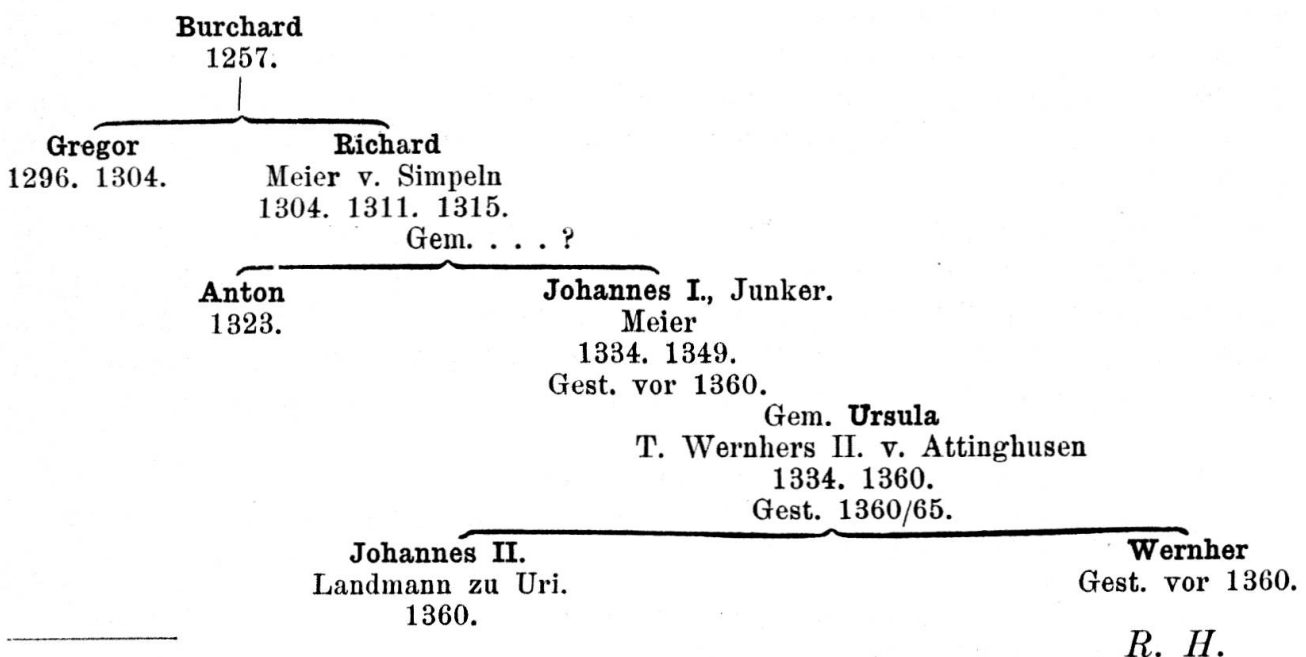 Burchard
1257.
Gregor
1296. 1304.
Richard
Meier v. Simpeln
1304. 1311. 1315.
Gem. . . . ?
Anton
1323.
Johannes I., Junker.
Meier
1334. 1349.
Gest. vor 1360.
Gem. Ursula
T. Wernhers II. v. Attinghusen
1334. 1360.
Gest. 1360/65.
Johannes II.
Landmann zu Uri.
1360.
Wernher
Gest. vor 1360.
R. H.